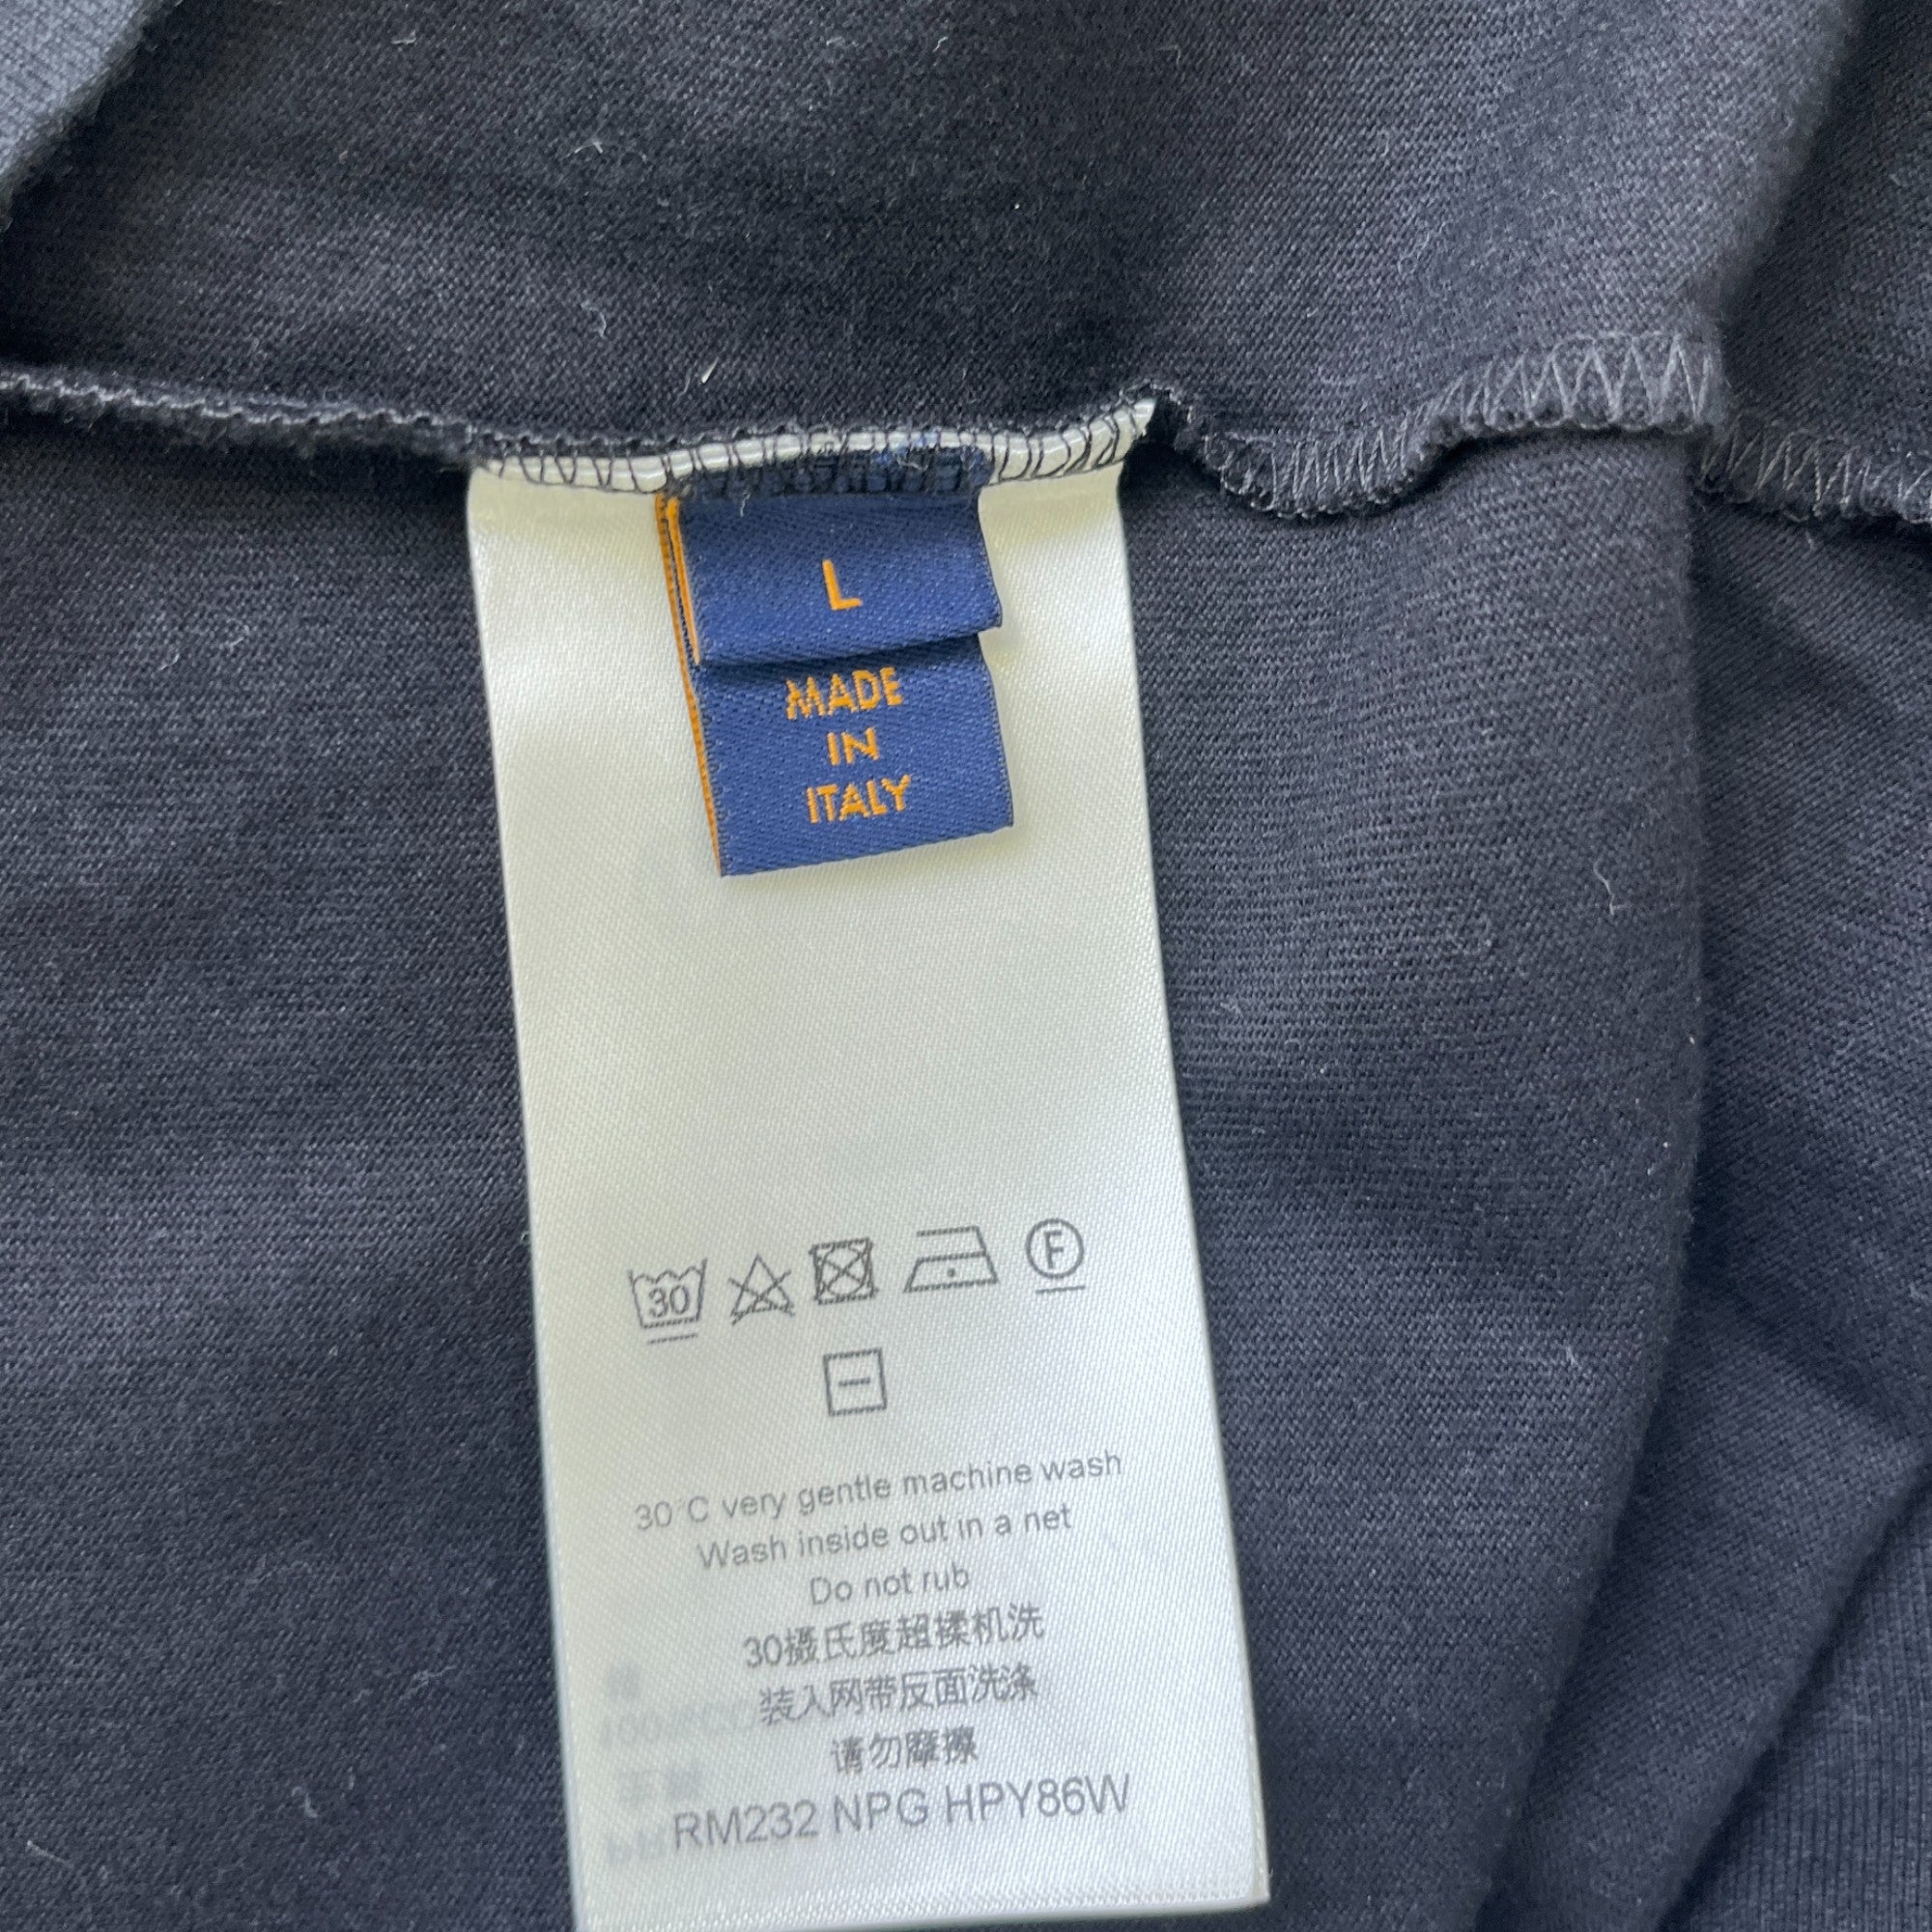 L
MADE
IN
ITALY
30
F
30°C very gentle machine wash
Wash inside out in a net
Do not rub
30摄氏度超揉机洗
装入网带反面洗涤
请勿摩擦
RM232 NPG HPY86W